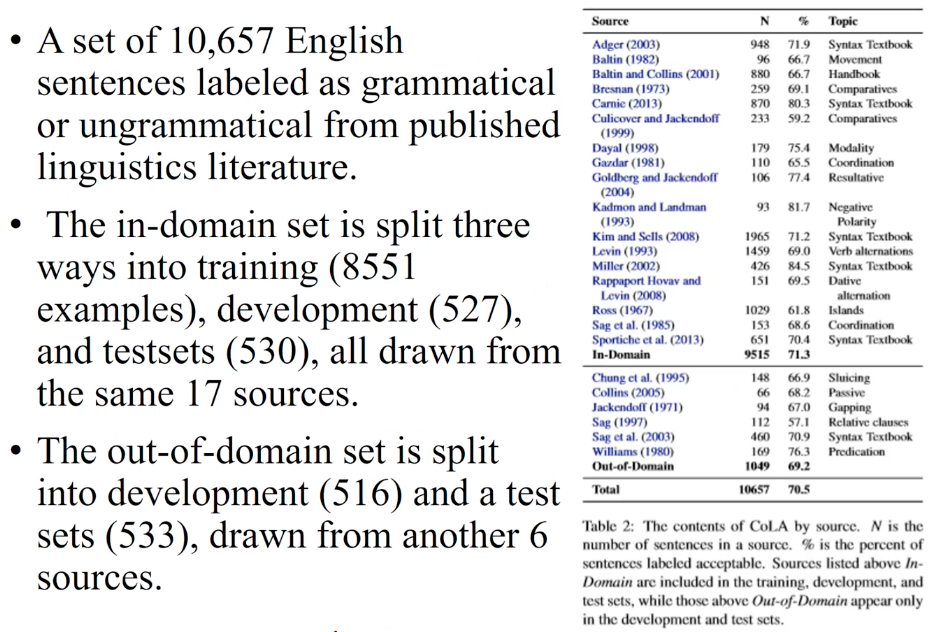 • A set of 10,657 English
sentences labeled as grammatical
or ungrammatical from published
linguistics literature.
• The in-domain set is split three
ways into training (8551
examples), development (527),
and testsets (530), all drawn from
the same 17 sources.
• The out-of-domain set is split
into development (516) and a test
sets (533), drawn from another 6
sources.
Source N % Topic
Adger (2003) 948 71.9 Syntax Textbook
Baltin (1982) 96 66.7 Movement
Baltin and Collins (2001) 880 66.7 Handbook
Bresnan (1973) 259 69.1 Comparatives
Carnie (2013) 870 80.3 Syntax Textbook
Culicover and Jackendoff 233 59.2 Comparatives
(1999)
Dayal (1998) 179 75.4 Modality
Gazdar (1981) 110 65.5 Coordination
Goldberg and Jackendoff 106 77.4 Resultative
(2004)
Kadmon and Landman 93 81.7 Negative
(1993) Polarity
Kim and Sells (2008) 1965 71.2 Syntax Textbook
Levin (1993) 1459 69.0 Verb alternations
Miller (2002) 426 84.5 Syntax Textbook
Rappaport Hovav and 151 69.5 Dative
Levin (2008) alternation
Ross (1967) 1029 61.8 Islands
Sag et al. (1985) 153 68.6 Coordination
Sportiche et al. (2013) 651 70.4 Syntax Textbook
In-Domain 9515 71.3
Chung et al. (1995) 148 66.9 Sluicing
Collins (2005) 66 68.2 Passive
Jackendoff (1971) 94 67.0 Gapping
Sag (1997) 112 57.1 Relative clauses
Sag et al. (2003) 460 70.9 Syntax Textbook
Williams (1980) 169 76.3 Predication
Out-of-Domain 1049 69.2
Total 10657 70.5
Table 2: The contents of CoLA by source. N is the
number of sentences in a source. % is the percent of
sentences labeled acceptable. Sources listed above In-
Domain are included in the training, development, and
test sets, while those above Out-of-Domain appear only
in the development and test sets.